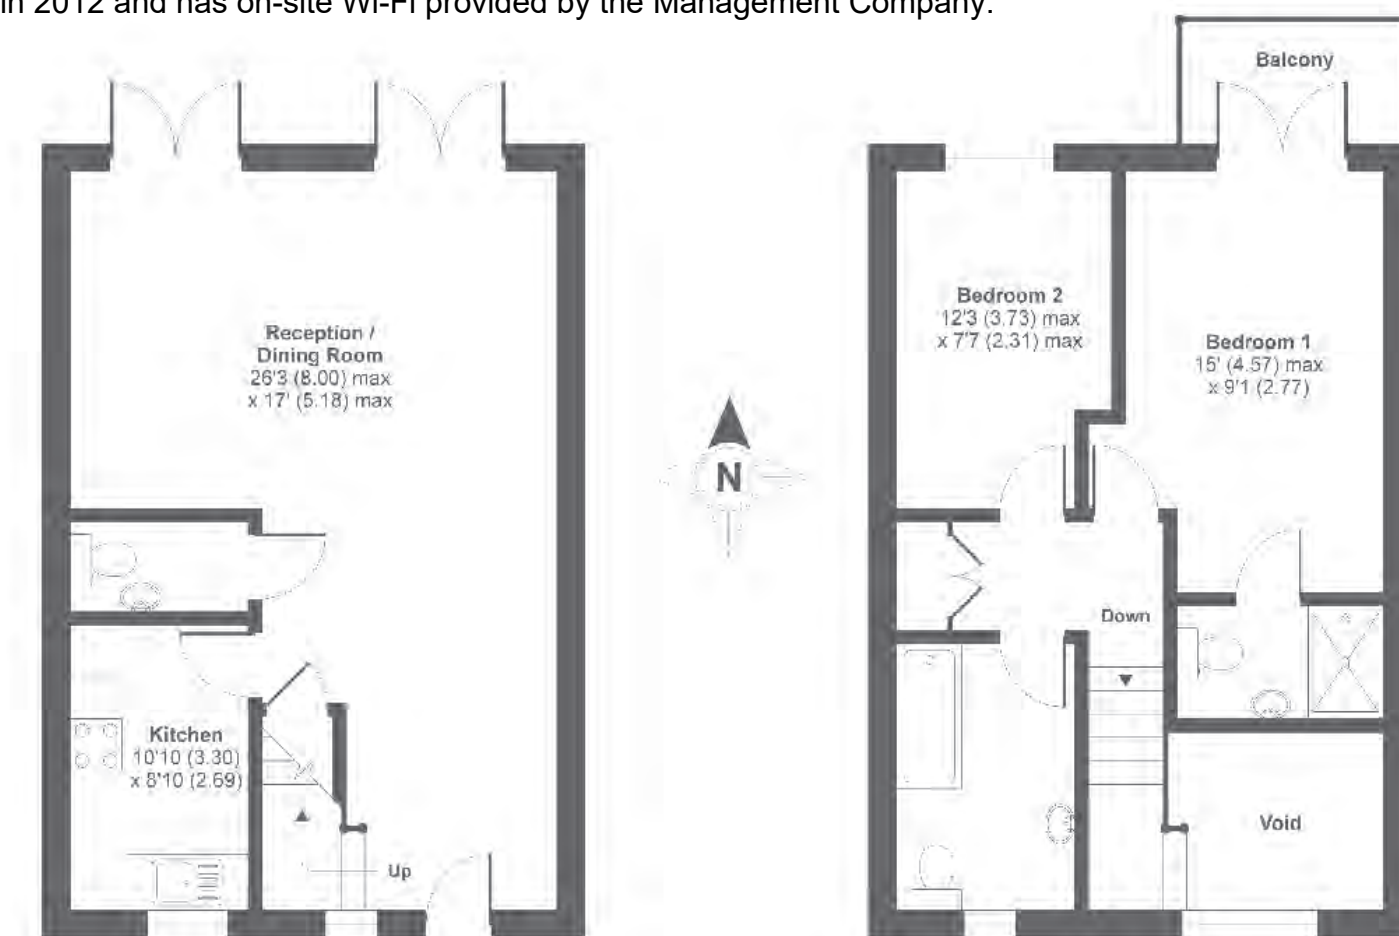 in 2012 and has on-site Wi-Fi provided by the Management Company.
Balcony
Reception /
Dining Room
26'3 (8.00) max
x 17' (5.18) max
Bedroom 2
12'3 (3.73) max
x 7'7 (2.31) max
Bedroom 1
15' (4.57) max
x 9'1 (2.77)
N
Down
Kitchen
10'10 (3.30)
x 8'10 (2.69)
Up
Void